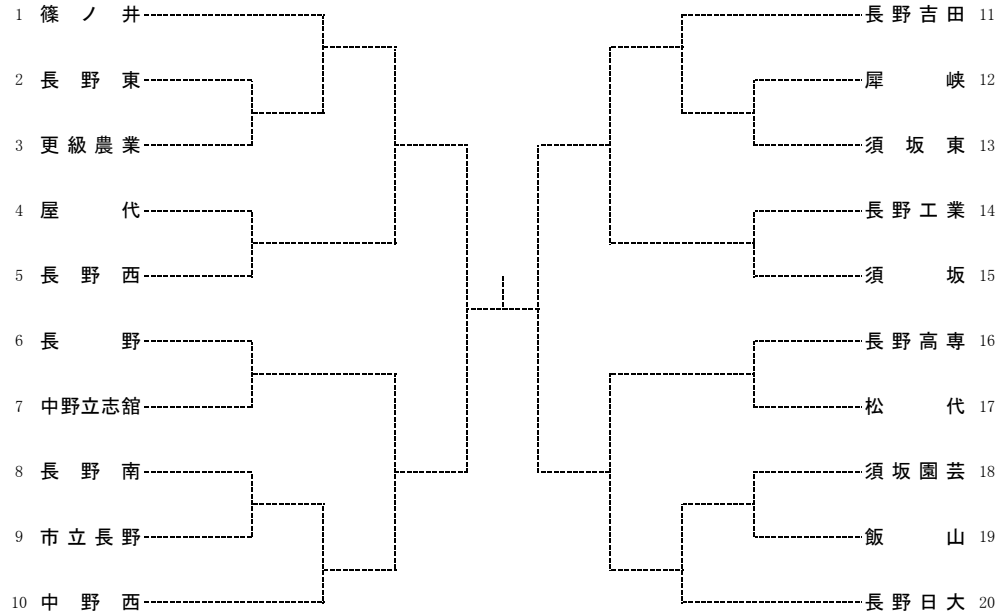 1 篠ノ井
2 長野東
3 更級農業
4 屋代
5 長野西
6 長野
7 中野立志舘
8 長野南
9 市立長野
10 中野西
長野吉田 11
犀峡 12
須坂東 13
長野工業 14
須坂 15
長野高専 16
松代 17
須坂園芸 18
飯山 19
長野日大 20